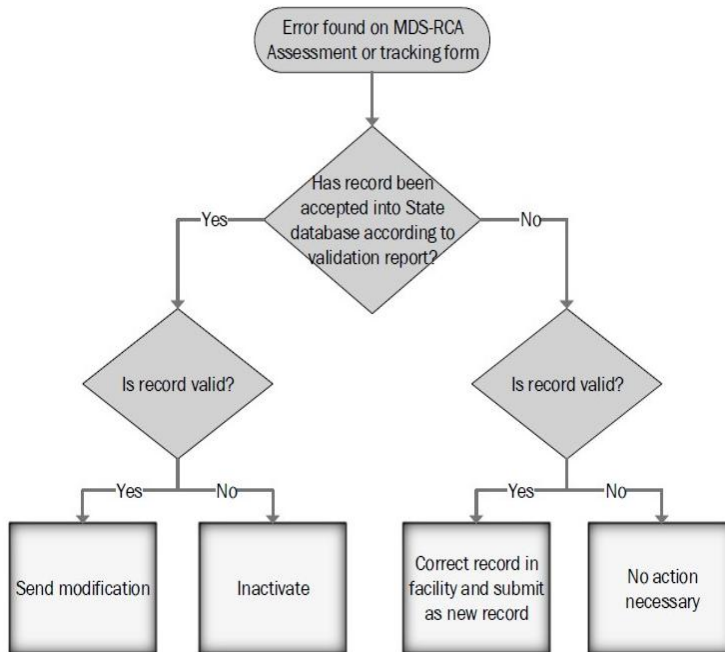 Error found on MDS-RCA
Assessment or tracking form
Has record been
accepted into State
database according to
validation report?
Yes
No
Is record valid?
Is record valid?
Yes
No
Yes
No
Send modification
Inactivate
Correct record in
facility and submit
as new record
No action
necessary